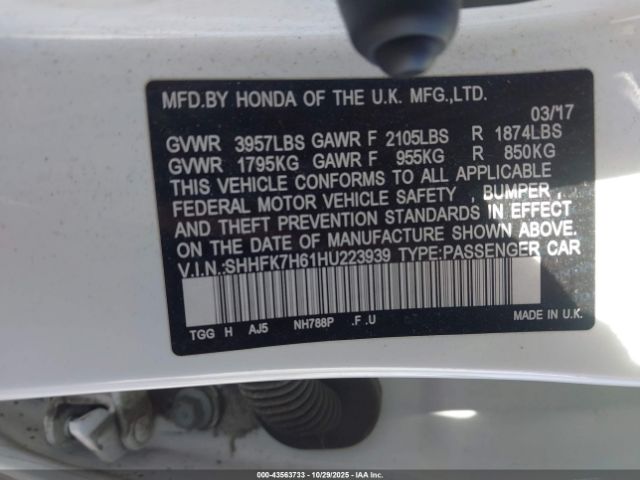 MFD.BY HONDA OF THE U.K. MFG.,LTD.
03/17
GVWR 3957LBS GAWR F 2105LBS R 1874LBS
GVWR 1795KG GAWR F 955KG R 850KG
THIS VEHICLE CONFORMS TO ALL APPLICABLE
FEDERAL MOTOR VEHICLE SAFETY , BUMPER ,
AND THEFT PREVENTION STANDARDS IN EFFECT
ON THE DATE OF MANUFACTURE SHOWN ABOVE.
V.I.N.:SHHFK7H61HU223939 TYPE:PASSENGER CAR
TGG H AJ5 NH788P .F .U
MADE IN U.K.
000-43563733 - 10/29/2025 - IAAI.COM